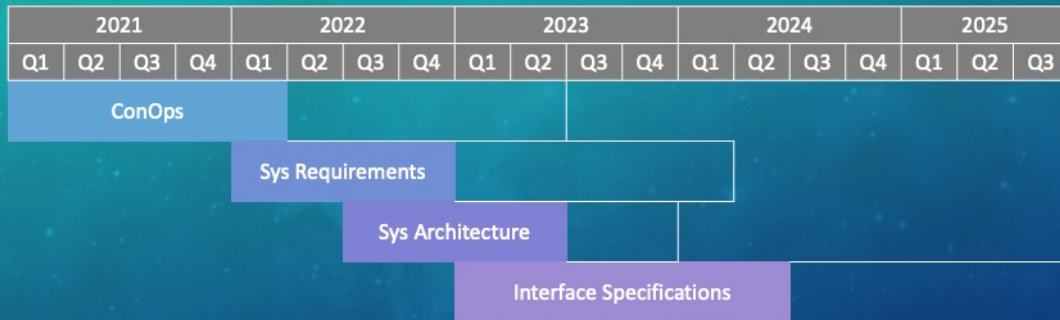 2021 2022 2023 2024 2025
Q1 Q2 Q3 Q4 Q1 Q2 Q3 Q4 Q1 Q2 Q3 Q4 Q1 Q2 Q3 Q4 Q1 Q2 Q3
ConOps
Sys Requirements
Sys Architecture
Interface Specifications